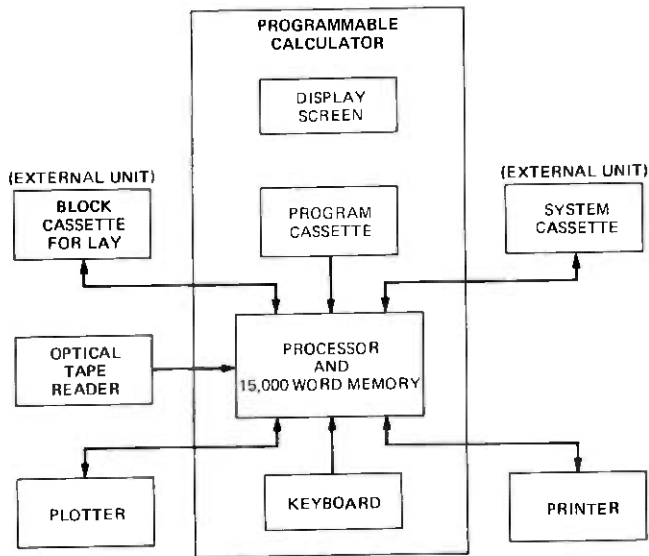 PROGRAMMABLE
CALCULATOR
DISPLAY
SCREEN
(EXTERNAL UNIT)
BLOCK
CASSETTE
FOR LAY
PROGRAM
CASSETTE
(EXTERNAL UNIT)
SYSTEM
CASSETTE
OPTICAL
TAPE
READER
PROCESSOR
AND
15,000 WORD MEMORY
PLOTTER
KEYBOARD
PRINTER